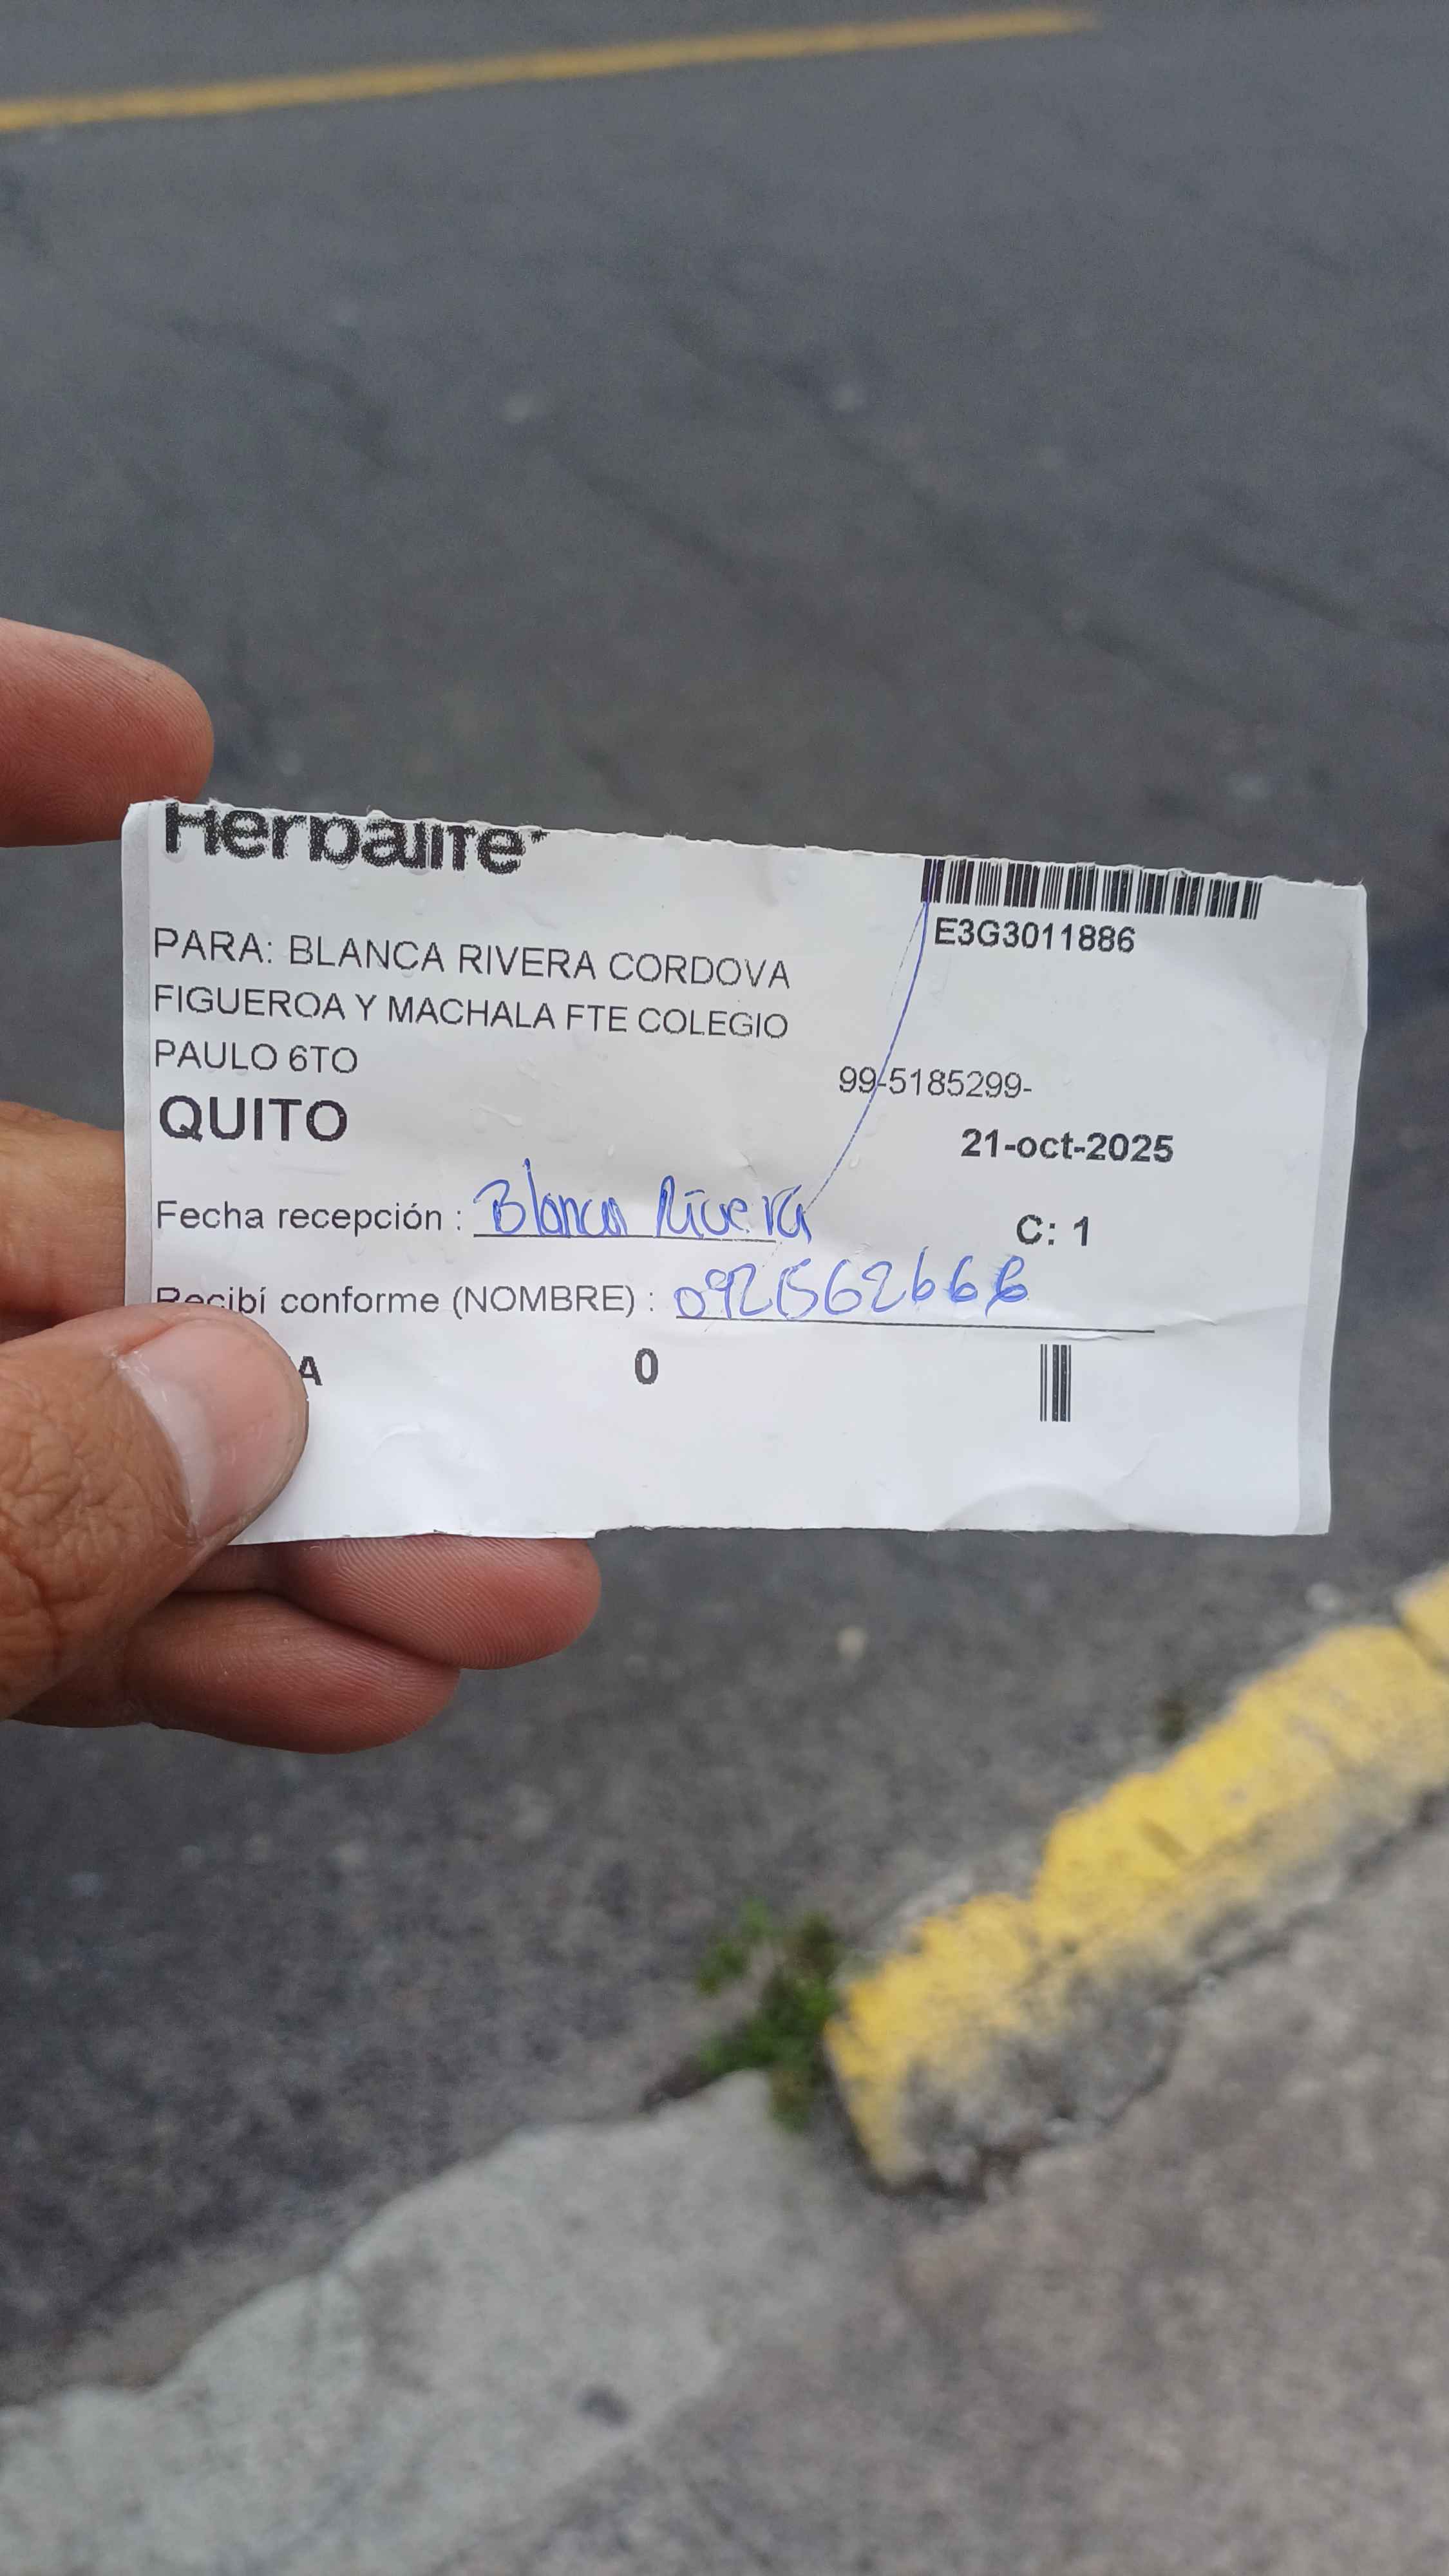 Herbalife
E3G3011886
PARA: BLANCA RIVERA CORDOVA
FIGUEROA Y MACHALA FTE COLEGIO
PAULO 6TO
99-5185299-
QUITO
21-oct-2025
Fecha recepción : Blanca Rivera
C: 1
Recibí conforme (NOMBRE) : 0921562666
A
0